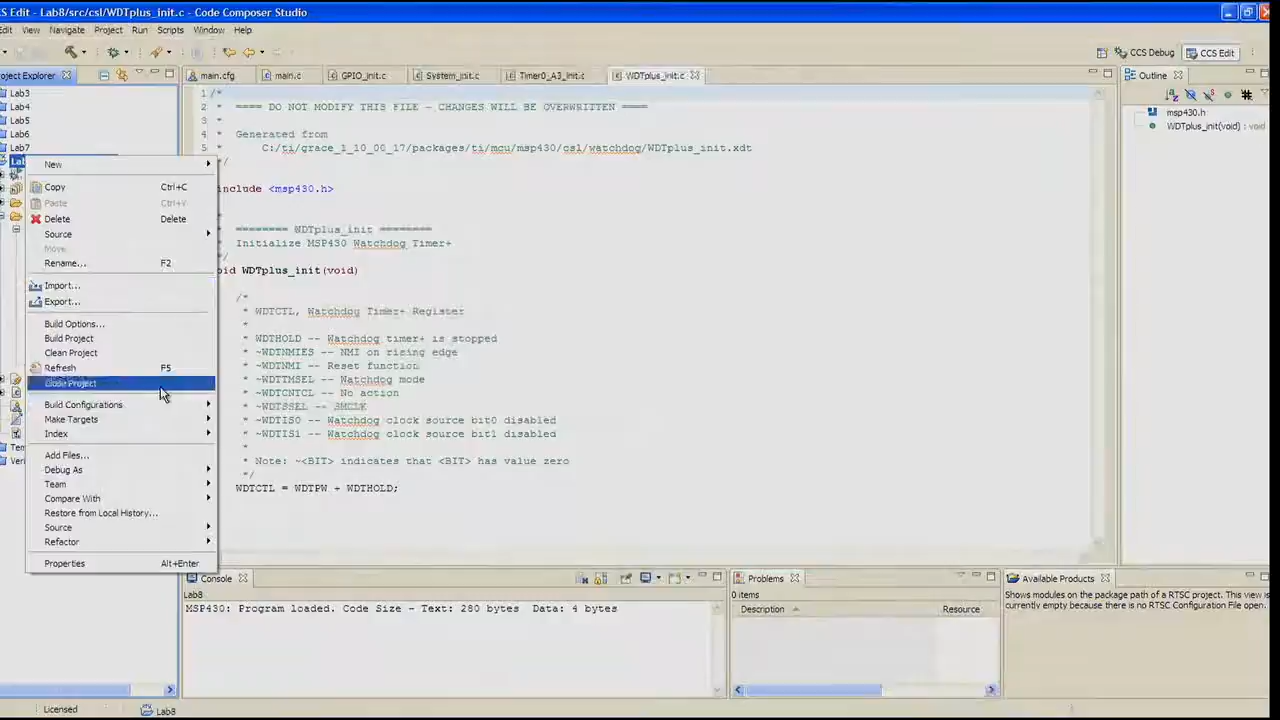 CS Edit - Lab8/src/csl/WDTplus_init.c - Code Composer Studio
Edit View Navigate Project Run Scripts Window Help
CCS Debug CCS Edit
Project Explorer
Lab3
Lab4
Lab5
Lab6
Lab7
Lab
New
Copy Ctrl+C
Paste Ctrl+V
Delete Delete
Source
Move...
Rename... F2
Import...
Export...
Build Options...
Build Project
Clean Project
Refresh F5
Close Project
Build Configurations
Make Targets
Index
Add Files...
Debug As
Team
Compare With
Restore from Local History...
Source
Refactor
Properties Alt+Enter
main.cfg main.c GPIO_init.c System_init.c Timer0_A3_init.c WDTplus_init.c
1 /*
2 * ==== DO NOT MODIFY THIS FILE - CHANGES WILL BE OVERWRITTEN ====
3 *
4 * Generated from
5 * C:/ti/grace_1_10_00_17/packages/ti/mcu/msp430/csl/watchdog/WDTplus_init.xdt
*/
include <msp430.h>
======== WDTplus_init ========
Initialize MSP430 Watchdog Timer+
*/
oid WDTplus_init(void)
/*
* WDTCTL, Watchdog Timer+ Register
*
* WDTHOLD -- Watchdog timer+ is stopped
* ~WDTNMIES -- NMI on rising edge
* ~WDTNMI -- Reset function
* ~WDTTMSEL -- Watchdog mode
* ~WDTCNTCL -- No action
* ~WDTSSEL -- SMCLK
* ~WDTIS0 -- Watchdog clock source bit0 disabled
* ~WDTIS1 -- Watchdog clock source bit1 disabled
*
* Note: ~<BIT> indicates that <BIT> has value zero
*/
WDTCTL = WDTPW + WDTHOLD;
Outline
msp430.h
WDTplus_init(void) : void
Console
Lab8
MSP430: Program loaded. Code Size - Text: 280 bytes Data: 4 bytes
Problems
0 items
Description Resource
Available Products
Shows modules on the package path of a RTSC project. This view is
currently empty because there is no RTSC Configuration File open.
Licensed Lab8